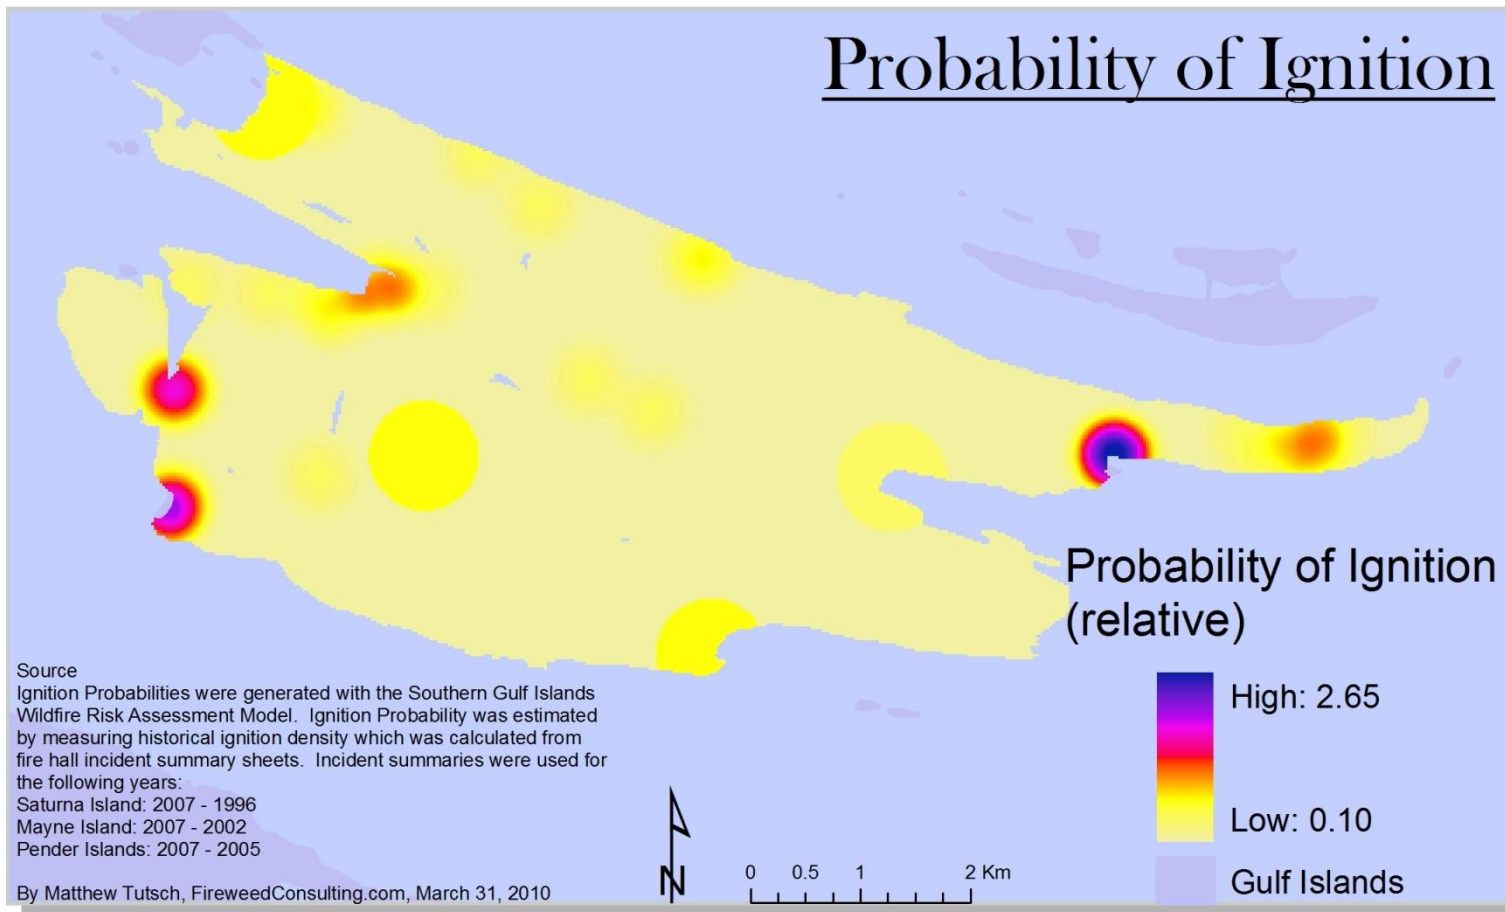 Probability of Ignition
Probability of Ignition
(relative)
High: 2.65
Low: 0.10
Gulf Islands
Source
Ignition Probabilities were generated with the Southern Gulf Islands
Wildfire Risk Assessment Model.  Ignition Probability was estimated
by measuring historical ignition density which was calculated from
fire hall incident summary sheets.  Incident summaries were used for
the following years:
Saturna Island: 2007 - 1996
Mayne Island: 2007 - 2002
Pender Islands: 2007 - 2005
By Matthew Tutsch, FireweedConsulting.com, March 31, 2010
N
0 0.5 1 2 Km